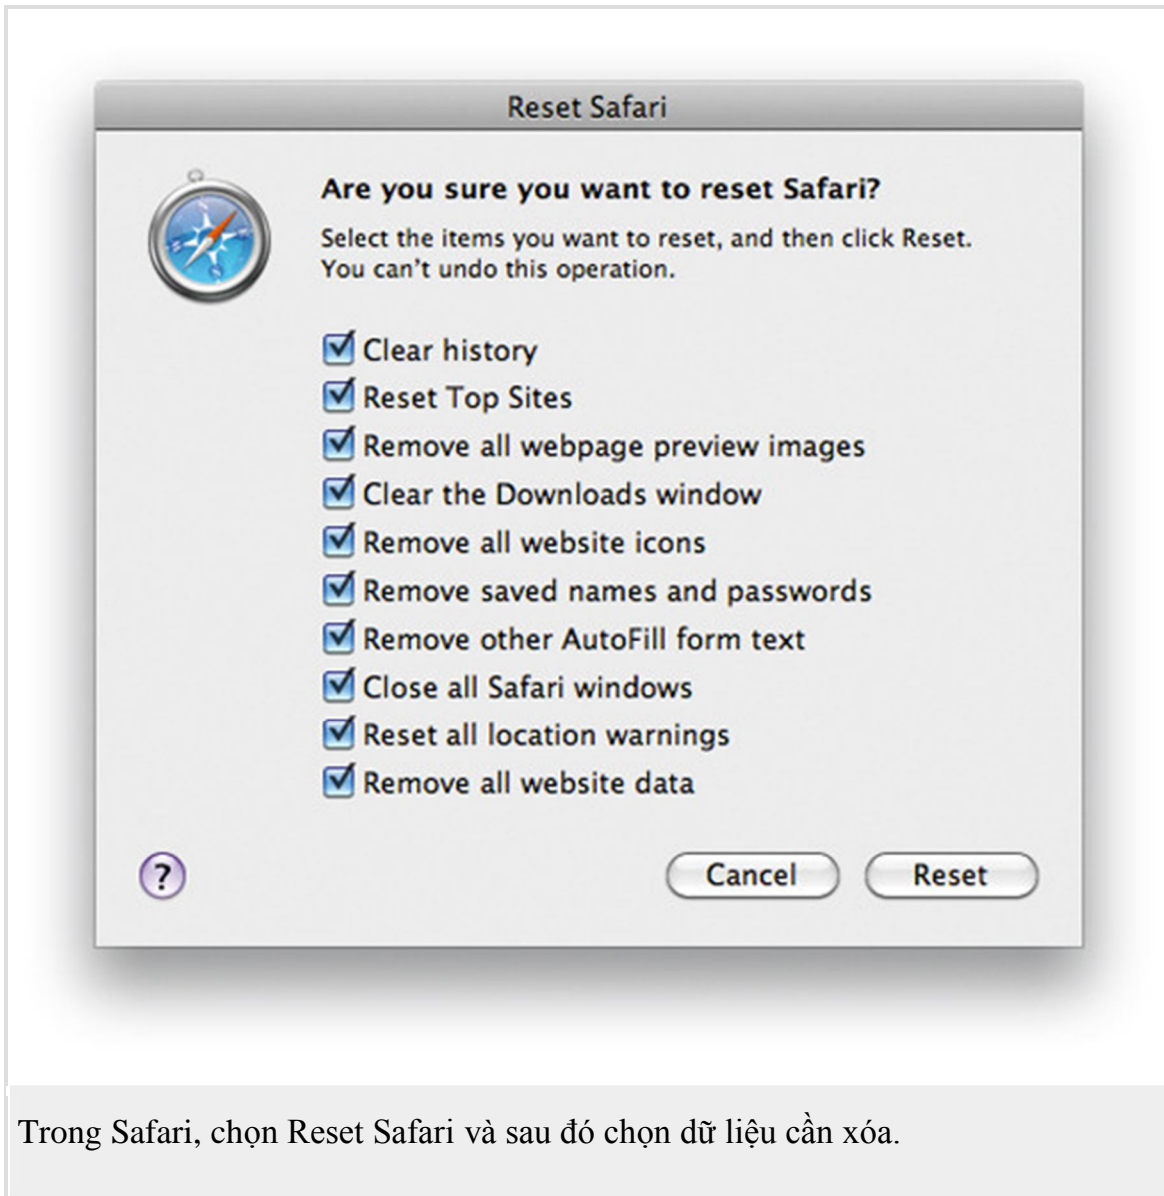 Reset Safari
Are you sure you want to reset Safari?
Select the items you want to reset, and then click Reset.
You can't undo this operation.
Clear history
Reset Top Sites
Remove all webpage preview images
Clear the Downloads window
Remove all website icons
Remove saved names and passwords
Remove other AutoFill form text
Close all Safari windows
Reset all location warnings
Remove all website data
?
Cancel
Reset
Trong Safari, chọn Reset Safari và sau đó chọn dữ liệu cần xóa.